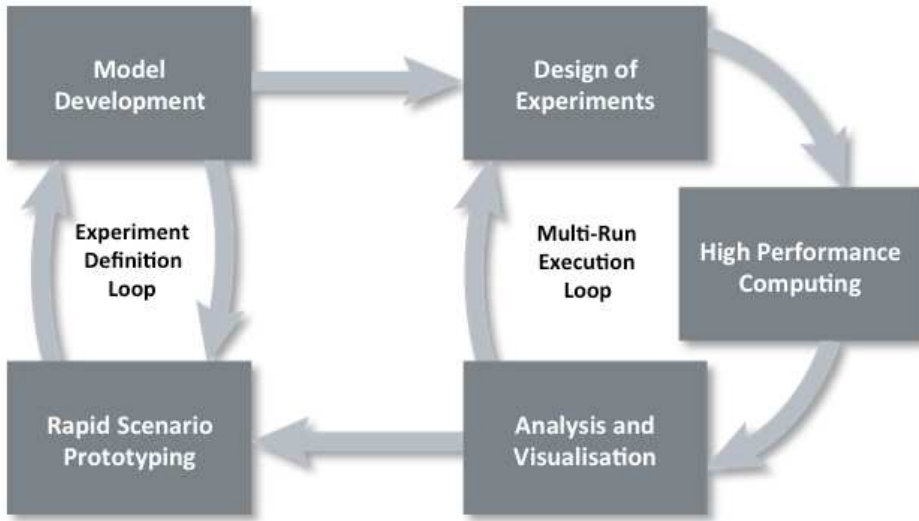 Model
Development
Design of
Experiments
Experiment
Definition
Loop
Multi-Run
Execution
Loop
High Performance
Computing
Rapid Scenario
Prototyping
Analysis and
Visualisation